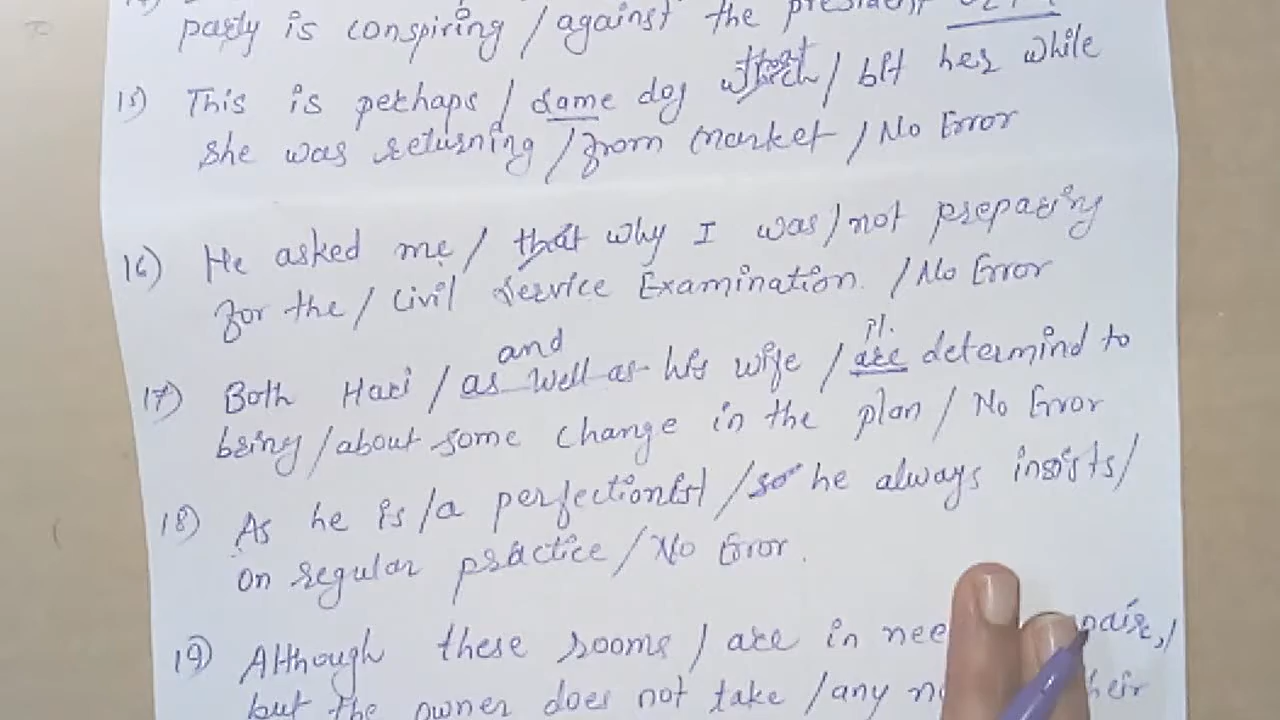 party is conspiring / against the president
that
15) This is perhaps / same dog which / bit her while
she was returning / from market / No Error
16) He asked me / that why I was / not preparing
for the / Civil Service Examination. / No Error
and pl.
17) Both Hari / as well as his wife / are determind to
being / about some change in the plan / No Error
18) As he is / a perfectionist / so he always insists /
on regular practice / No Error.
19) Although these rooms / are in
but the owner does not take / any